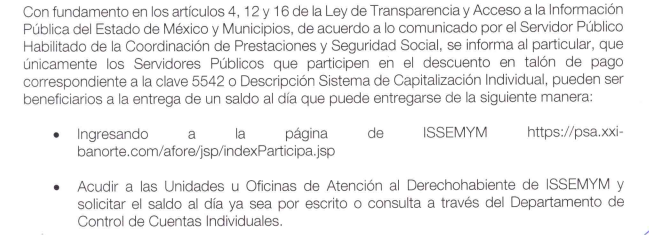 Con fundamento en los artículos 4, 12 y 16 de la Ley de Transparencia y Acceso a la Información
Pública del Estado de México y Municipios, de acuerdo a lo comunicado por el Servidor Público
Habilitado de la Coordinación de Prestaciones y Seguridad Social, se informa al particular, que
únicamente los Servidores Públicos que participen en el descuento en talón de pago
correspondiente a la clave 5542 o Descripción Sistema de Capitalización Individual, pueden ser
beneficiarios a la entrega de un saldo al día que puede entregarse de la siguiente manera:
• Ingresando a la página de ISSEMYM https://psa.xxi-
banorte.com/afore/jsp/indexParticipa.jsp
• Acudir a las Unidades u Oficinas de Atención al Derechohabiente de ISSEMYM y
solicitar el saldo al día ya sea por escrito o consulta a través del Departamento de
Control de Cuentas Individuales.